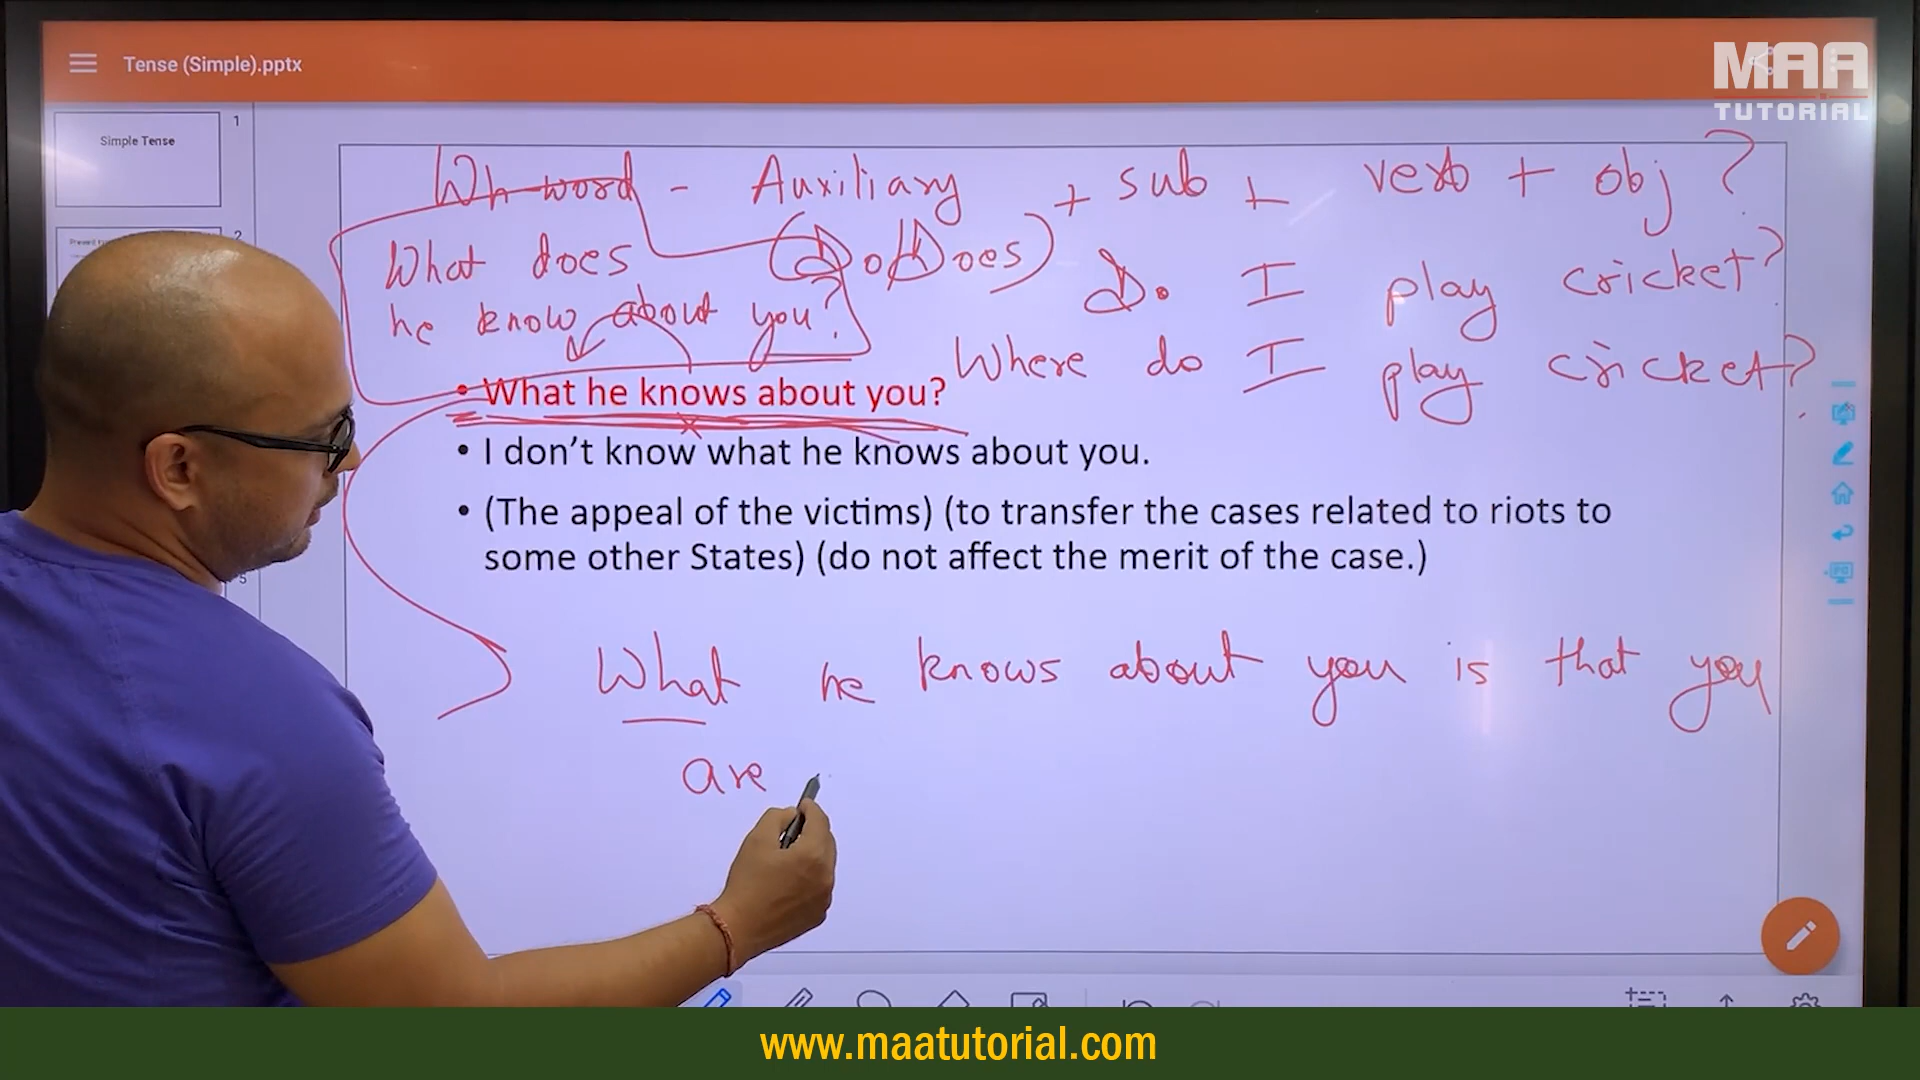 Tense (Simple).pptx
MAA
TUTORIAL
1
Simple Tense
2
5
Wh-word - Auxiliary + sub + verb + obj ?
(Do/Does)
What does
he know about you?
Do I play cricket?
Where do I play cricket?
• What he knows about you?
• I don’t know what he knows about you.
• (The appeal of the victims) (to transfer the cases related to riots to
some other States) (do not affect the merit of the case.)
What he knows about you is that you
are
www.maatutorial.com